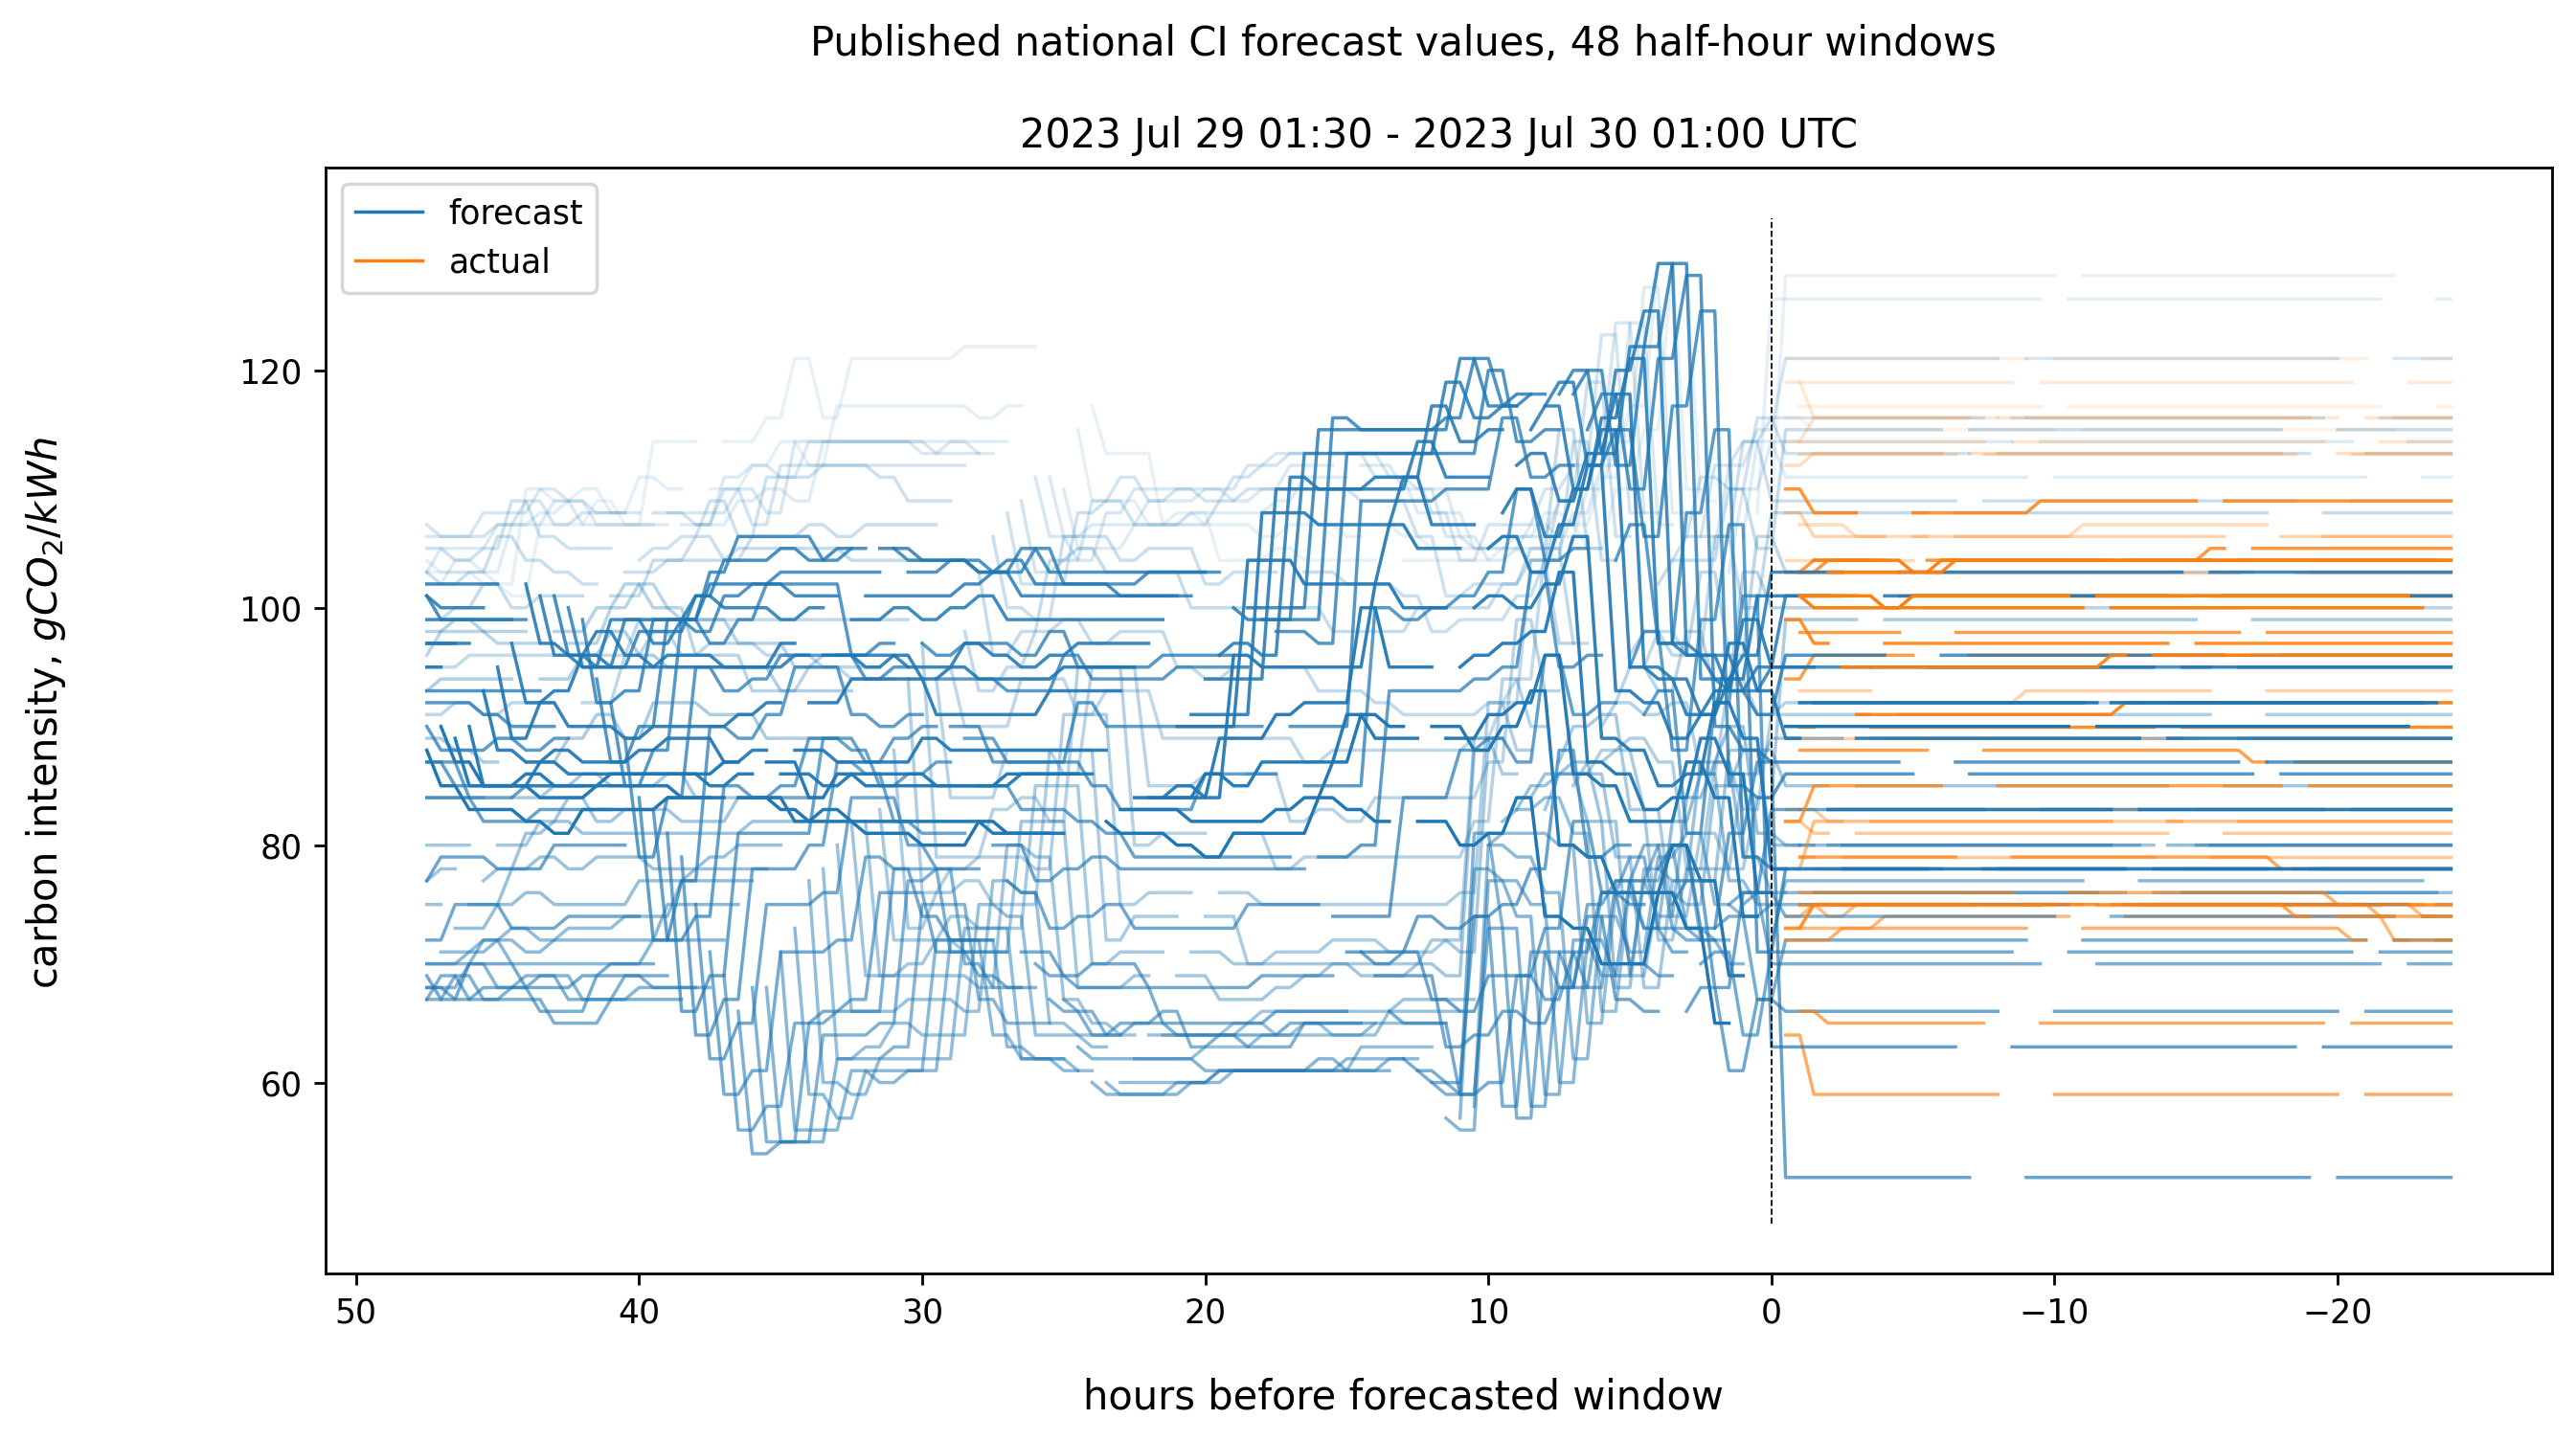 Published national CI forecast values, 48 half-hour windows
2023 Jul 29 01:30 - 2023 Jul 30 01:00 UTC
forecast
actual
carbon intensity, gCO₂/kWh
120
100
80
60
50 40 30 20 10 0 −10 −20
hours before forecasted window